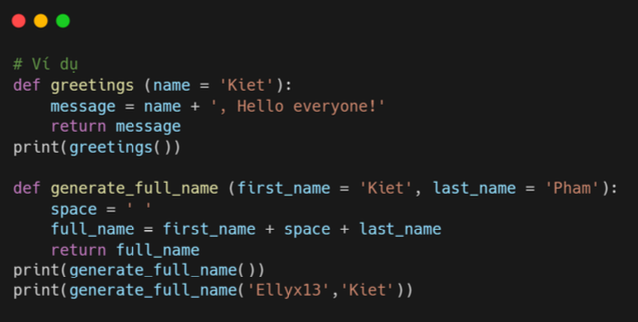 # Ví dụ
def greetings (name = 'Kiet'):
    message = name + ', Hello everyone!'
    return message
print(greetings())

def generate_full_name (first_name = 'Kiet', last_name = 'Pham'):
    space = ' '
    full_name = first_name + space + last_name
    return full_name
print(generate_full_name())
print(generate_full_name('Ellyx13','Kiet'))